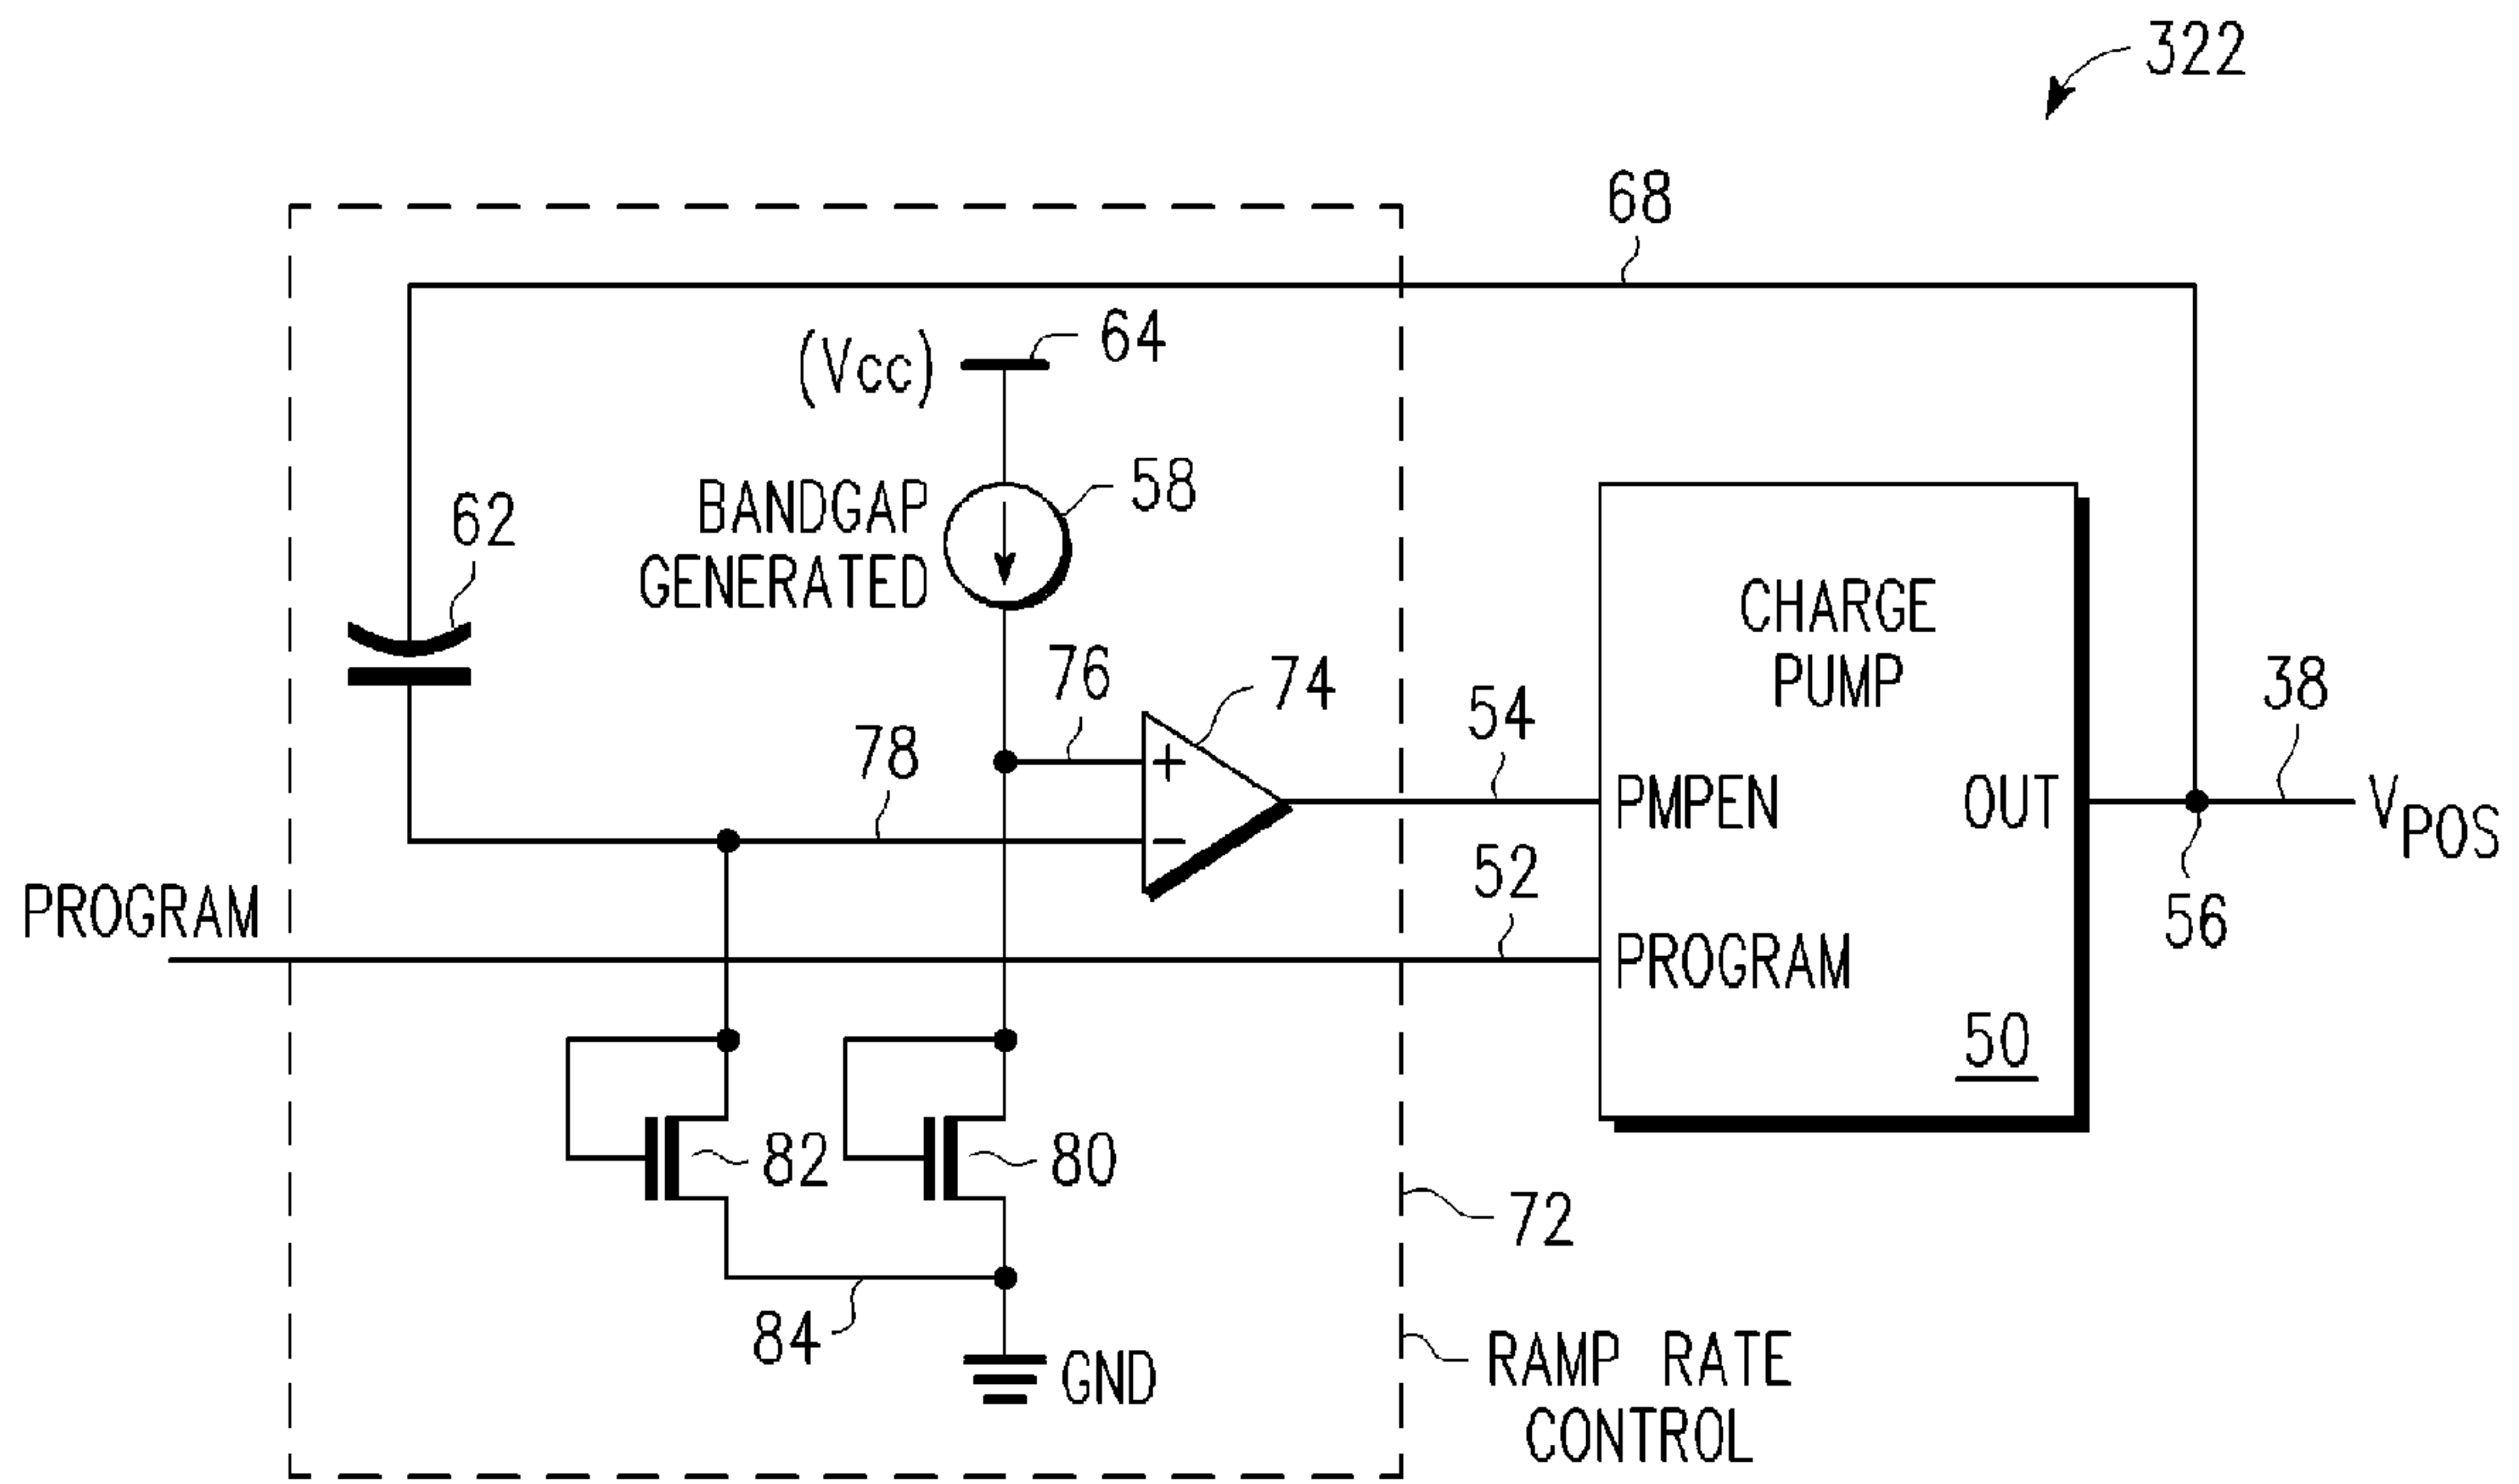 322
68
(Vcc)
64
BANDGAP
GENERATED
58
62
CHARGE
PUMP
76
74
54
38
78
PMPEN
OUT
VPOS
52
PROGRAM
56
PROGRAM
50
82
80
72
84
GND
RAMP RATE
CONTROL
+
−